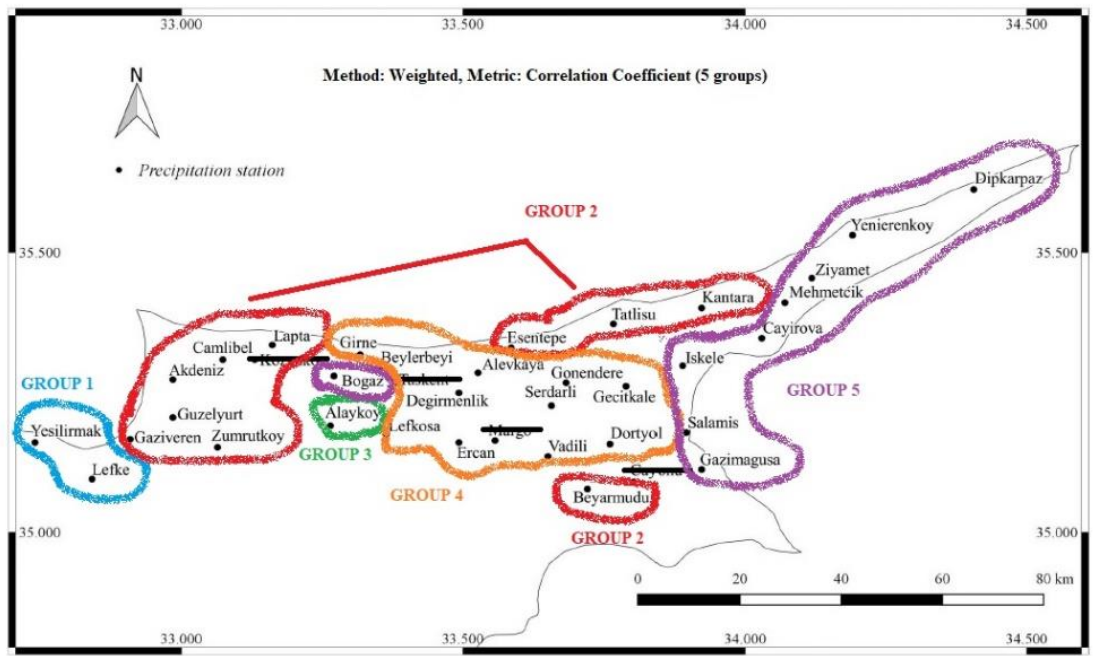 33.000 33.500 34.000 34.500
Method: Weighted, Metric: Correlation Coefficient (5 groups)
N
Precipitation station
Dipkarpaz
GROUP 2
Yenierenkoy
35.500 35.500
Ziyamet
Kantara
Mehmetcik
Tatlisu
Cayirova
Lapta
Girne
Esentepe
Camlibel
Beylerbeyi
Iskele
Alevkaya
Akdeniz
Bogaz
Gonendere
GROUP 1
GROUP 5
Degirmenlik
Serdarli
Gecitkale
Guzelyurt
Alaykoy
Yesilirmak
Lefkosa
Salamis
Gaziveren
Zumrutkoy
Dortyol
GROUP 3
Ercan
Vadili
Gazimagusa
Lefke
GROUP 4
Beyarmudu
35.000 GROUP 2 35.000
0 20 40 60 80 km
33.000 33.500 34.000 34.500